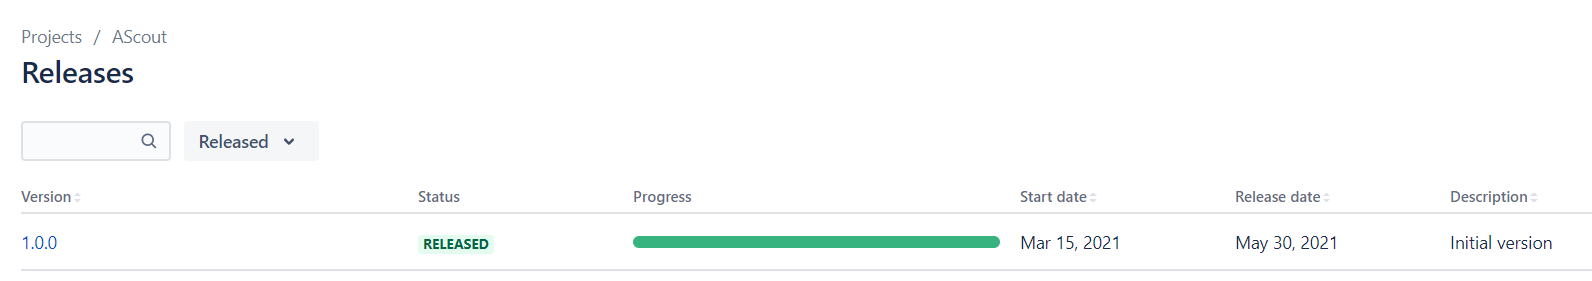 Projects / AScout
Releases
Released
Version Status Progress Start date Release date Description
1.0.0 RELEASED Mar 15, 2021 May 30, 2021 Initial version